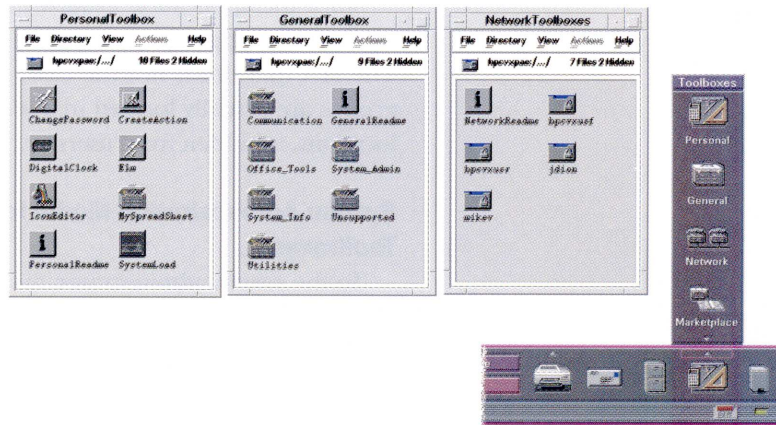 PersonalToolbox
File Directory View Actions Help
hpcvxpae:/.../ 10 Files 2 Hidden
ChangePassword CreateAction
DigitalClock Elm
IconEditor MySpreadSheet
PersonalReadme SystemLoad
GeneralToolbox
File Directory View Actions Help
hpcvxpae:/.../ 9 Files 2 Hidden
Communication GeneralReadme
Office_Tools System_Admin
System_Info Unsupported
Utilities
NetworkToolboxes
File Directory View Actions Help
hpcvxpae:/.../ 7 Files 2 Hidden
NetworkReadme hpcvxusf
hpcvxusr jdion
mikev
Toolboxes
Personal
General
Network
Marketplace